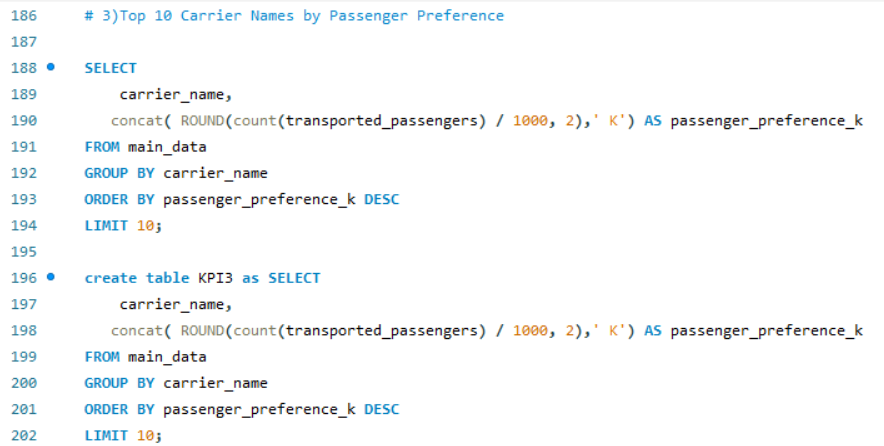 186 # 3)Top 10 Carrier Names by Passenger Preference
187
188 SELECT
189 carrier_name,
190 concat( ROUND(count(transported_passengers) / 1000, 2),' K') AS passenger_preference_k
191 FROM main_data
192 GROUP BY carrier_name
193 ORDER BY passenger_preference_k DESC
194 LIMIT 10;
195
196 create table KPI3 as SELECT
197 carrier_name,
198 concat( ROUND(count(transported_passengers) / 1000, 2),' K') AS passenger_preference_k
199 FROM main_data
200 GROUP BY carrier_name
201 ORDER BY passenger_preference_k DESC
202 LIMIT 10;